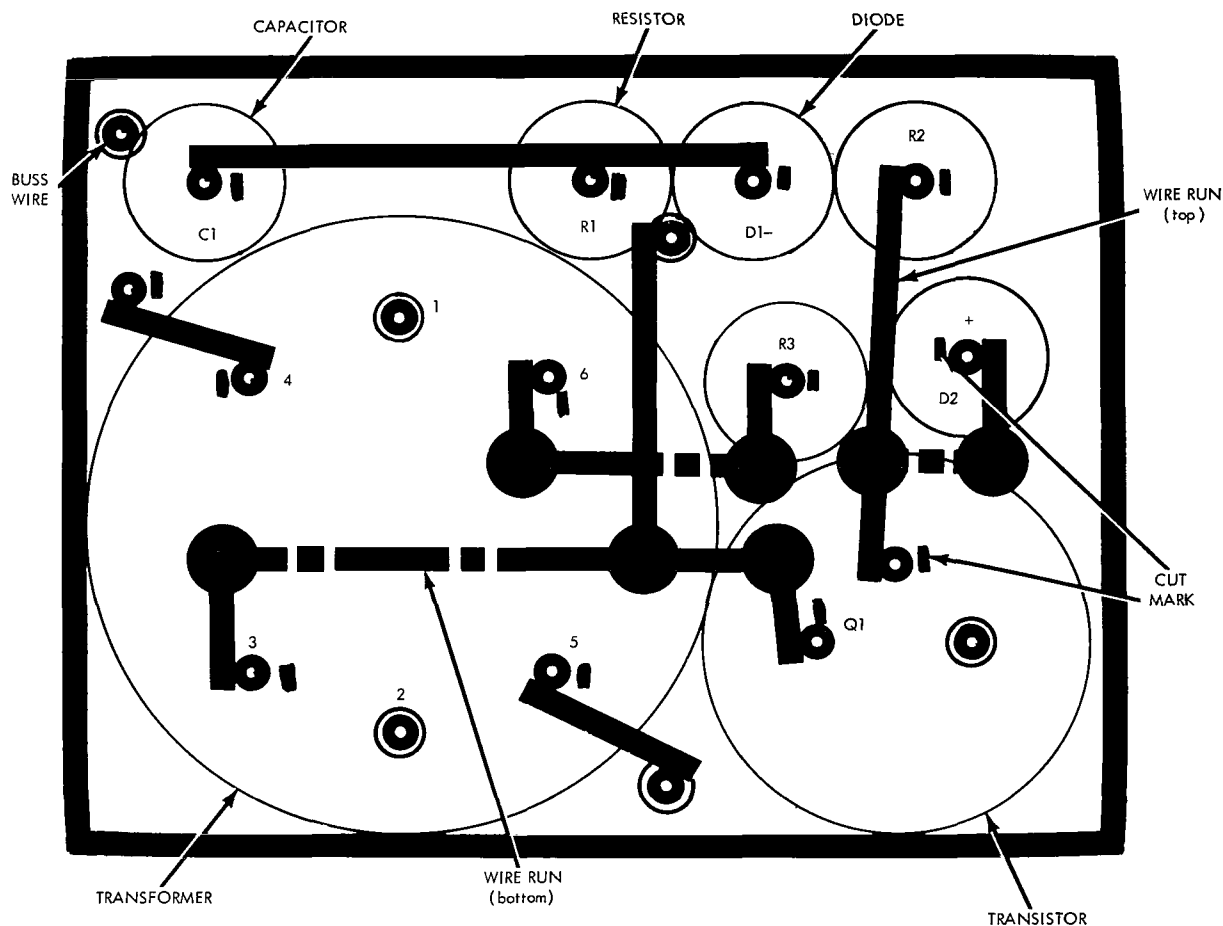 CAPACITOR
RESISTOR
DIODE
BUSS
WIRE
R2
WIRE RUN
(top)
C1
R1
D1–
1
+
R3
4
6
D2
CUT
MARK
3
5
Q1
2
WIRE RUN
(bottom)
TRANSFORMER
TRANSISTOR